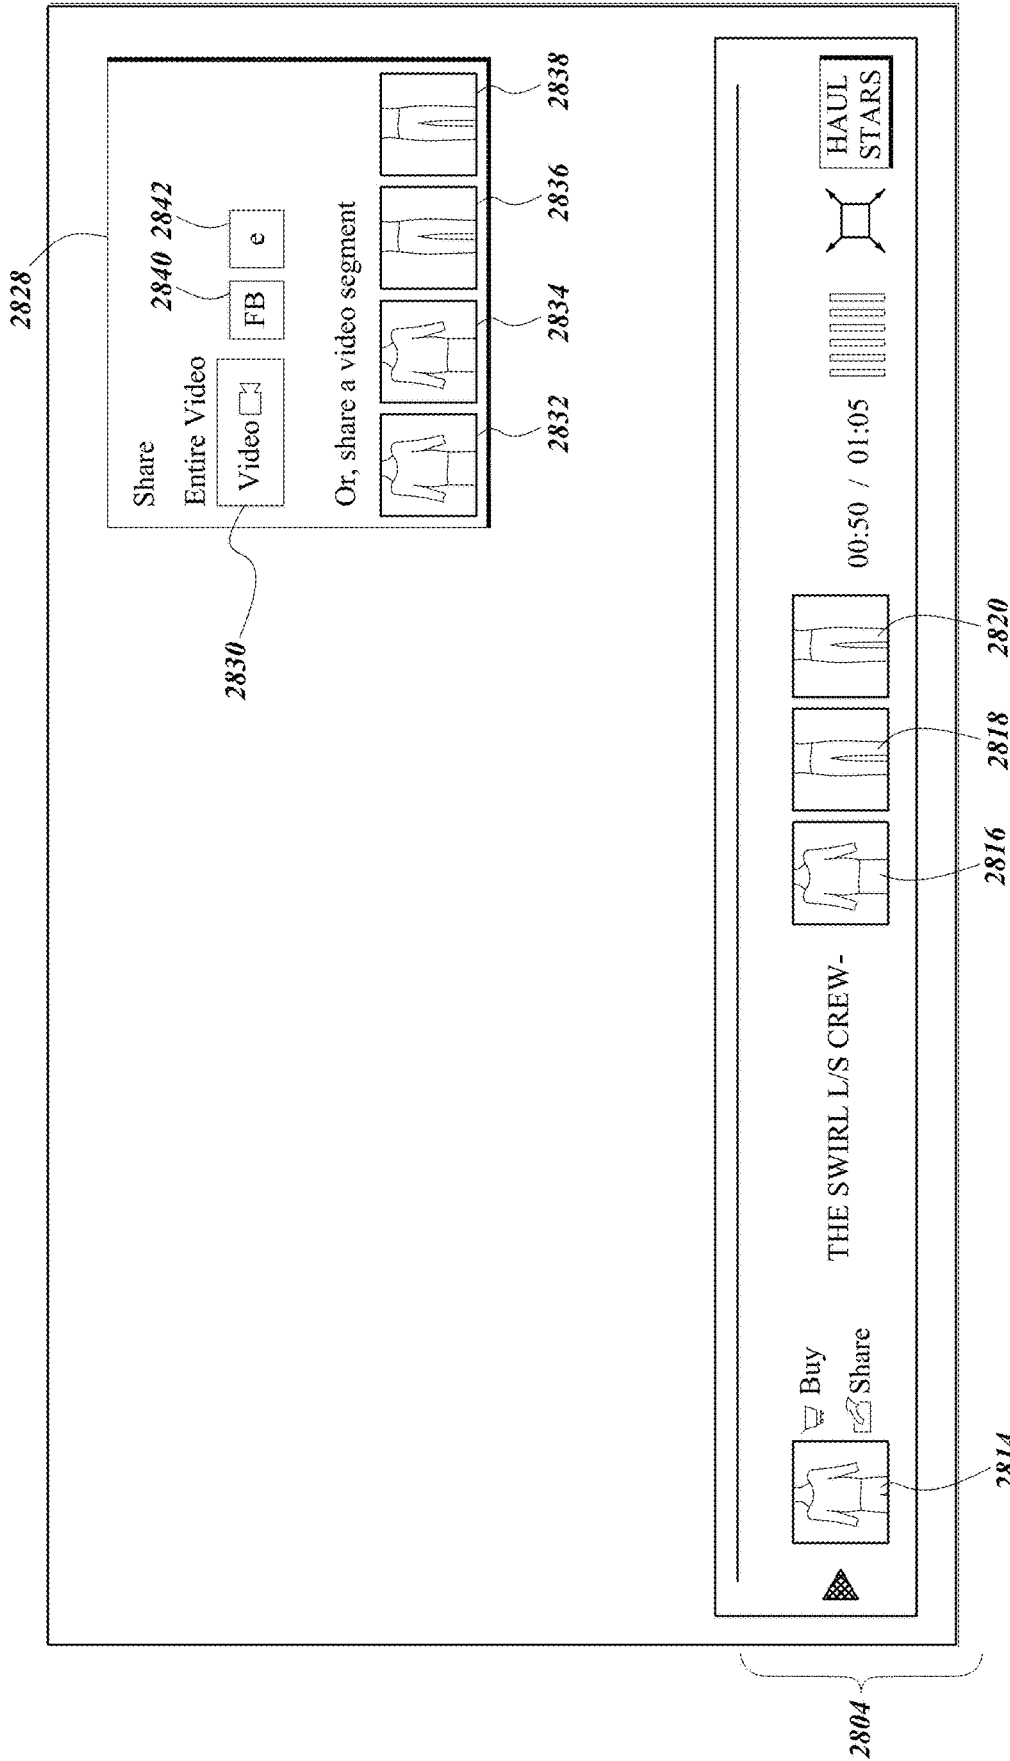 2828
2840 2842
Share
Entire Video
2830
Video
FB
e
Or, share a video segment
2832
2834
2836
2838
2804
2814
Buy
Share
THE SWIRL L/S CREW-
2816
2818
2820
00:50 / 01:05
HAUL
STARS